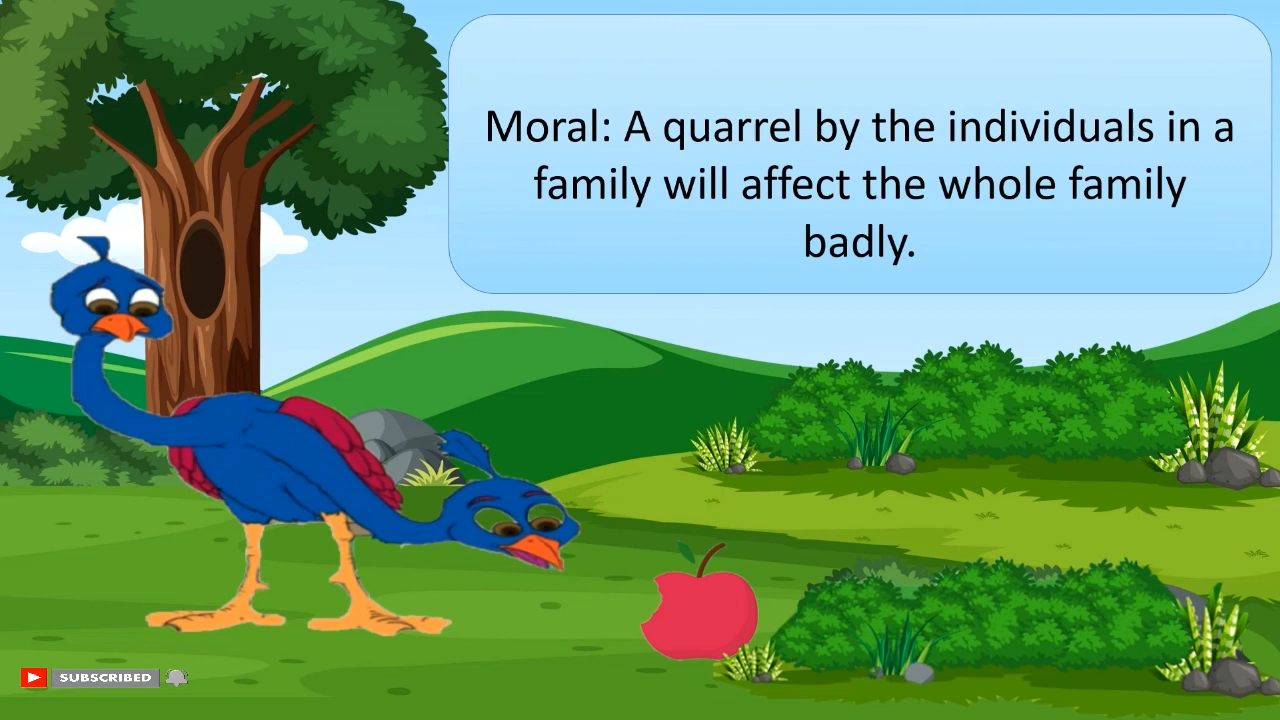 Moral: A quarrel by the individuals in a
family will affect the whole family
badly.
SUBSCRIBED